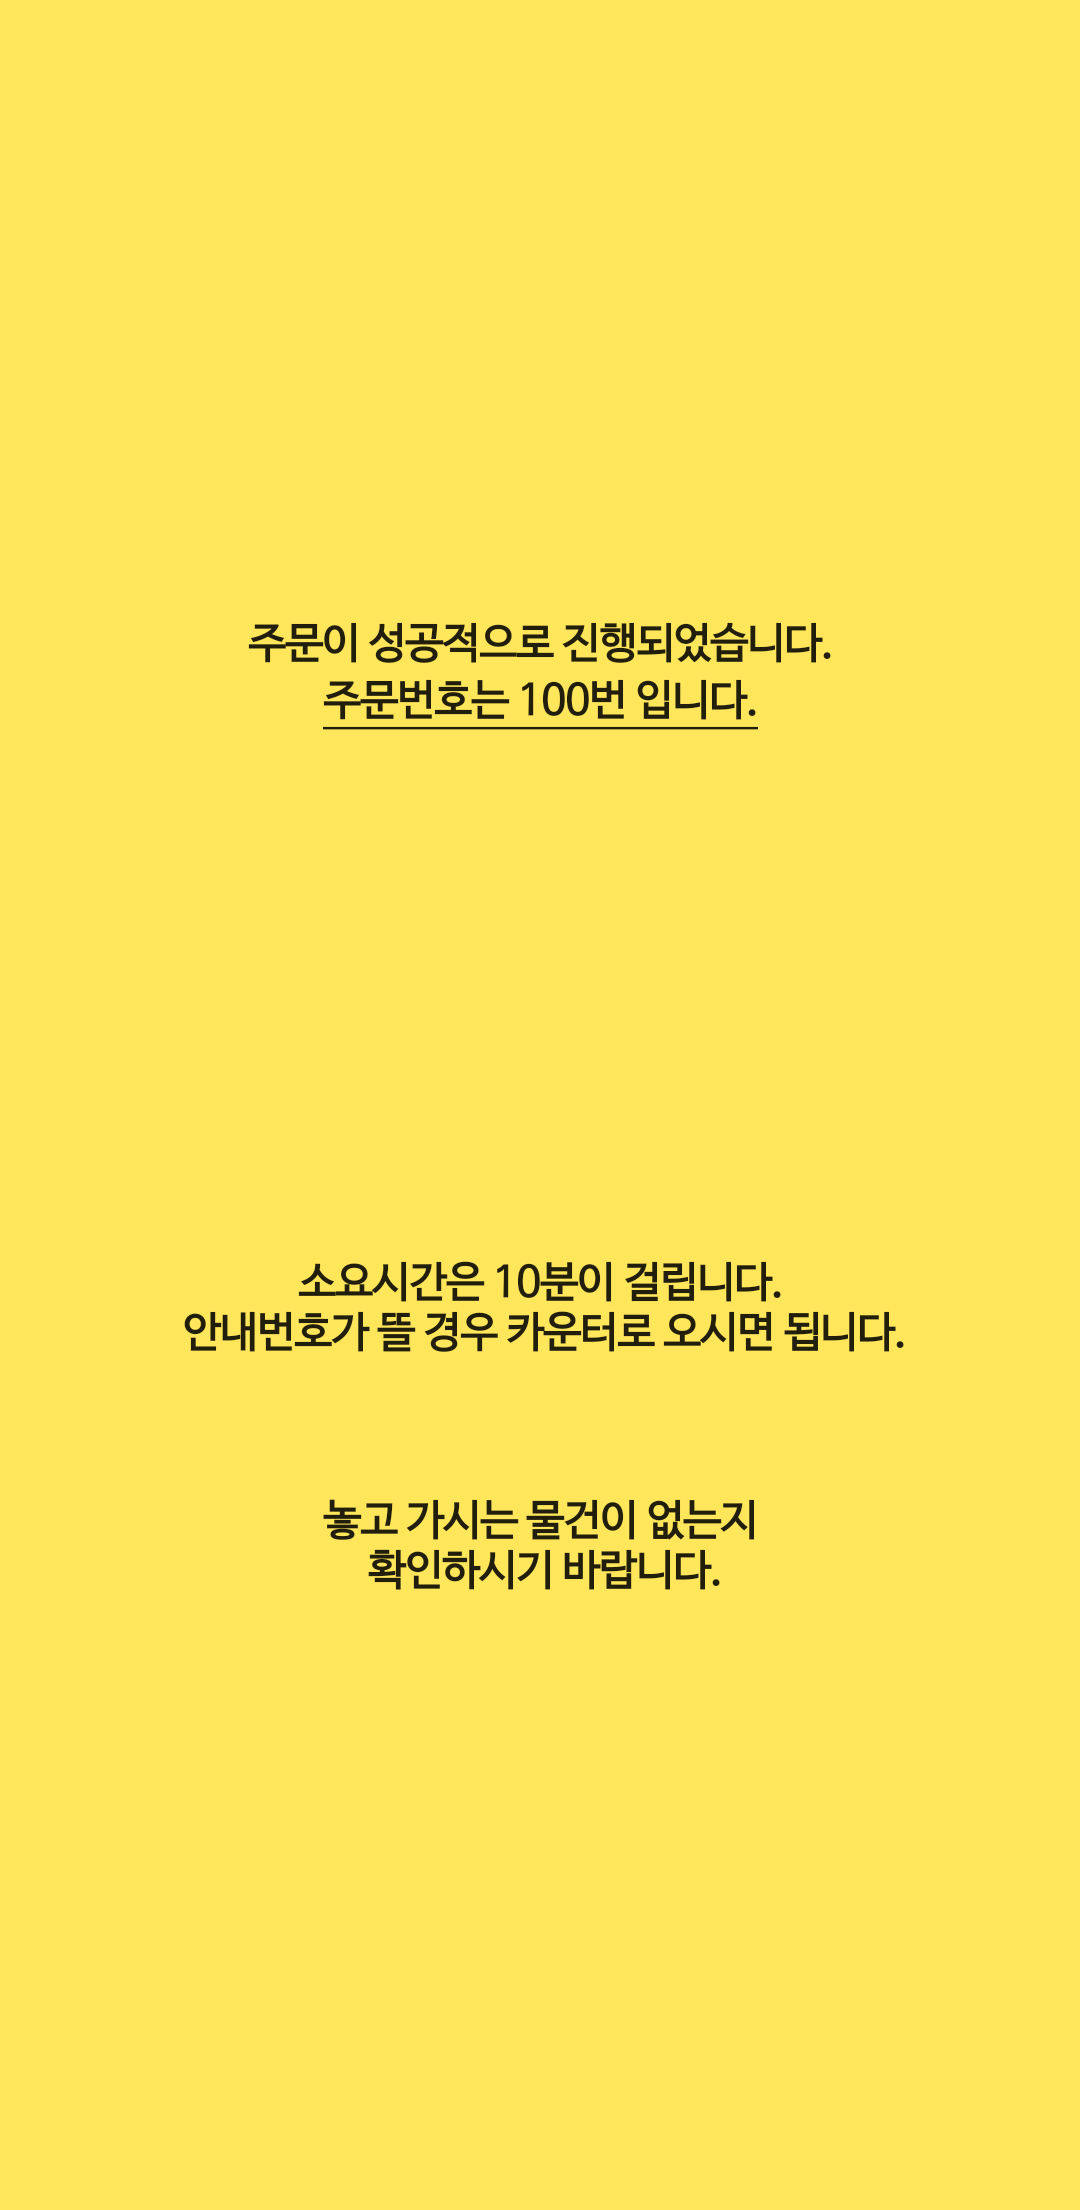 주문이 성공적으로 진행되었습니다.
주문번호는 100번 입니다.
소요시간은 10분이 걸립니다.
안내번호가 뜰 경우 카운터로 오시면 됩니다.
놓고 가시는 물건이 없는지
확인하시기 바랍니다.